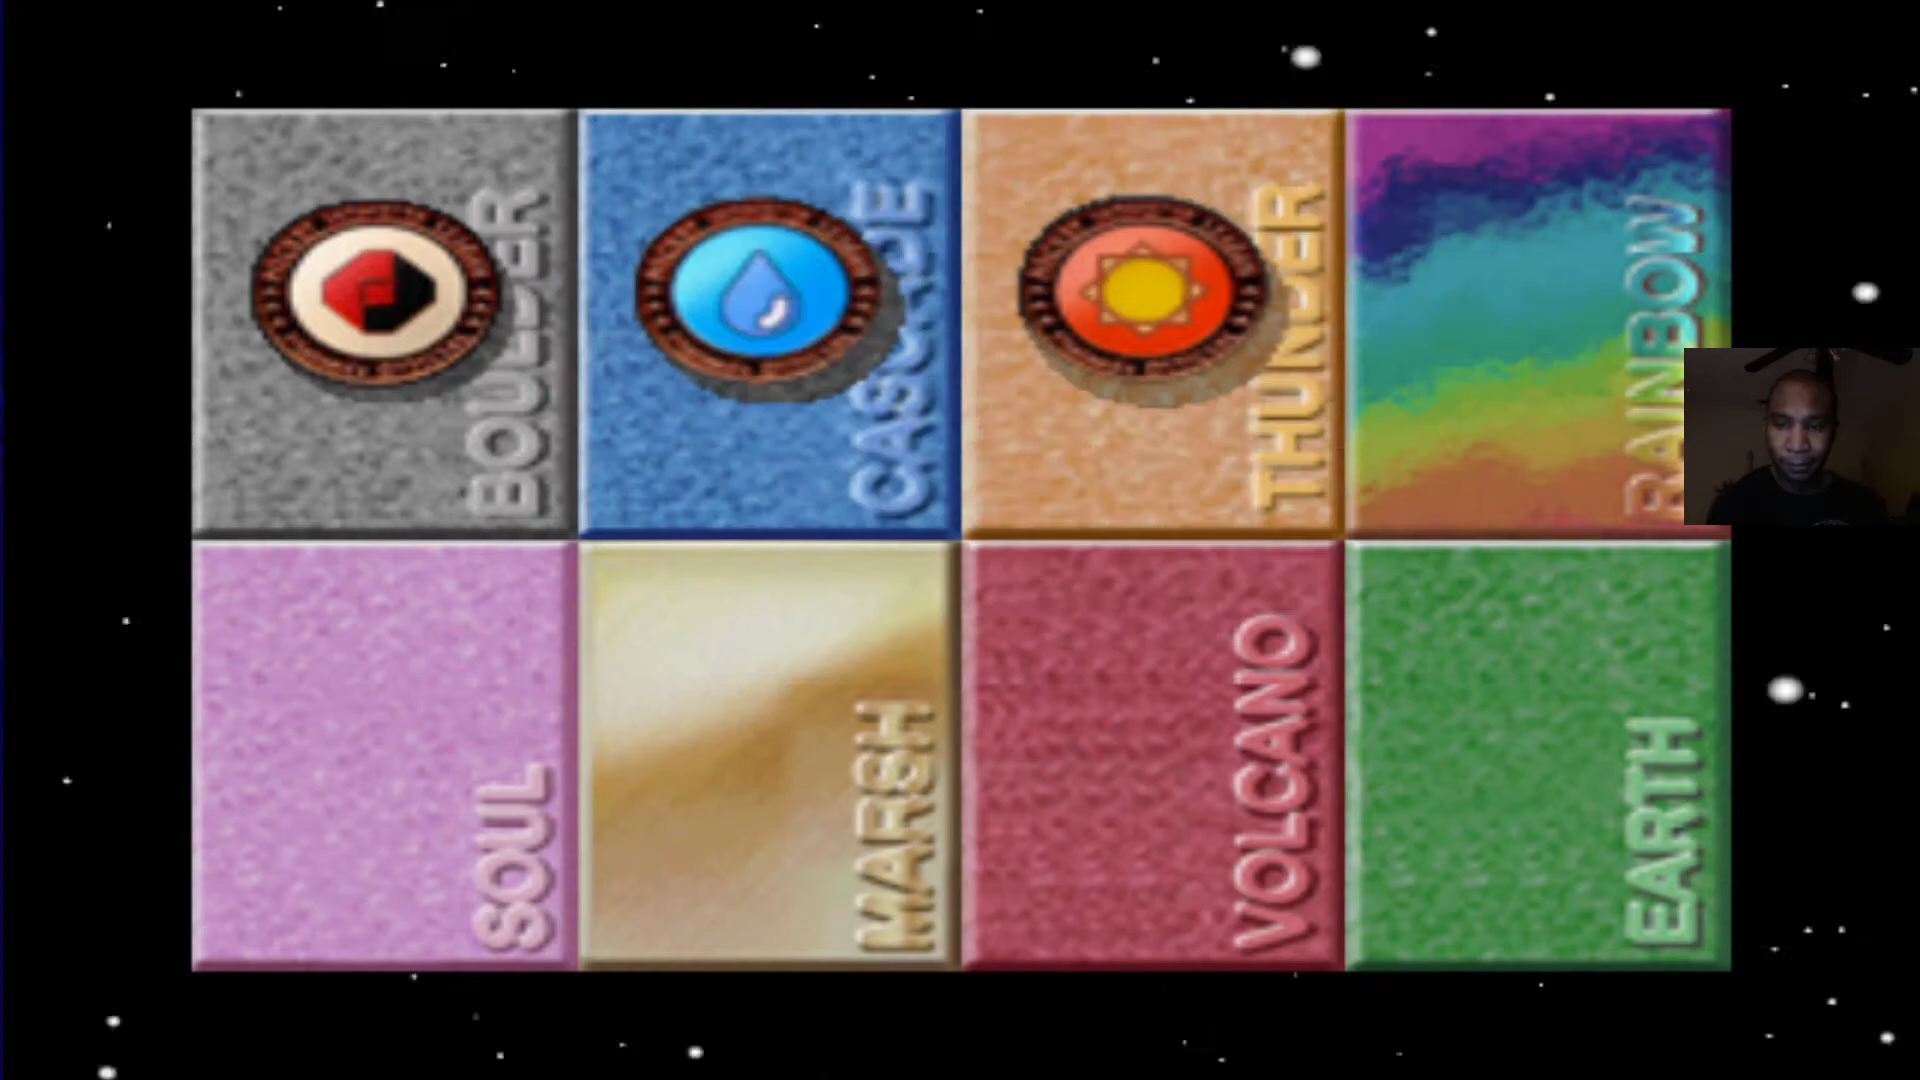 BOULDER
CASCADE
THUNDER
RAINBOW
SOUL
MARSH
VOLCANO
EARTH